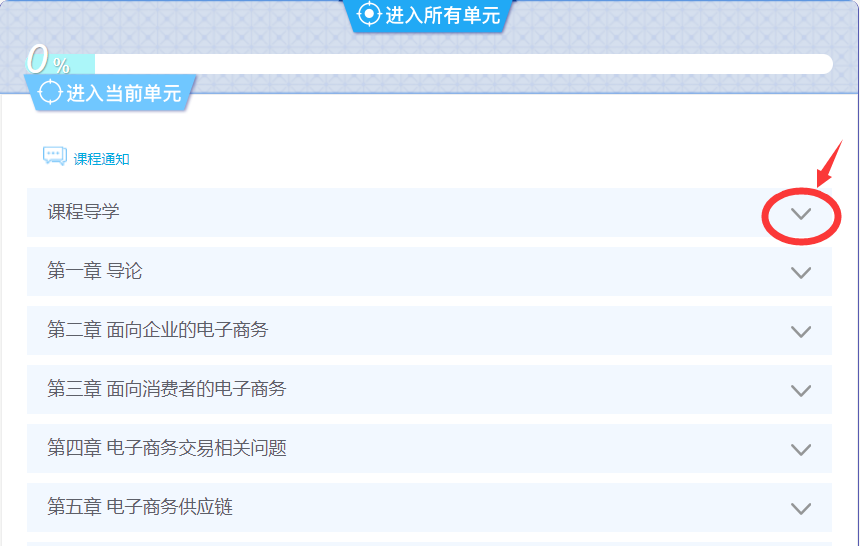 进入所有单元
0 %
进入当前单元
课程通知
课程导学
第一章 导论
第二章 面向企业的电子商务
第三章 面向消费者的电子商务
第四章 电子商务交易相关问题
第五章 电子商务供应链